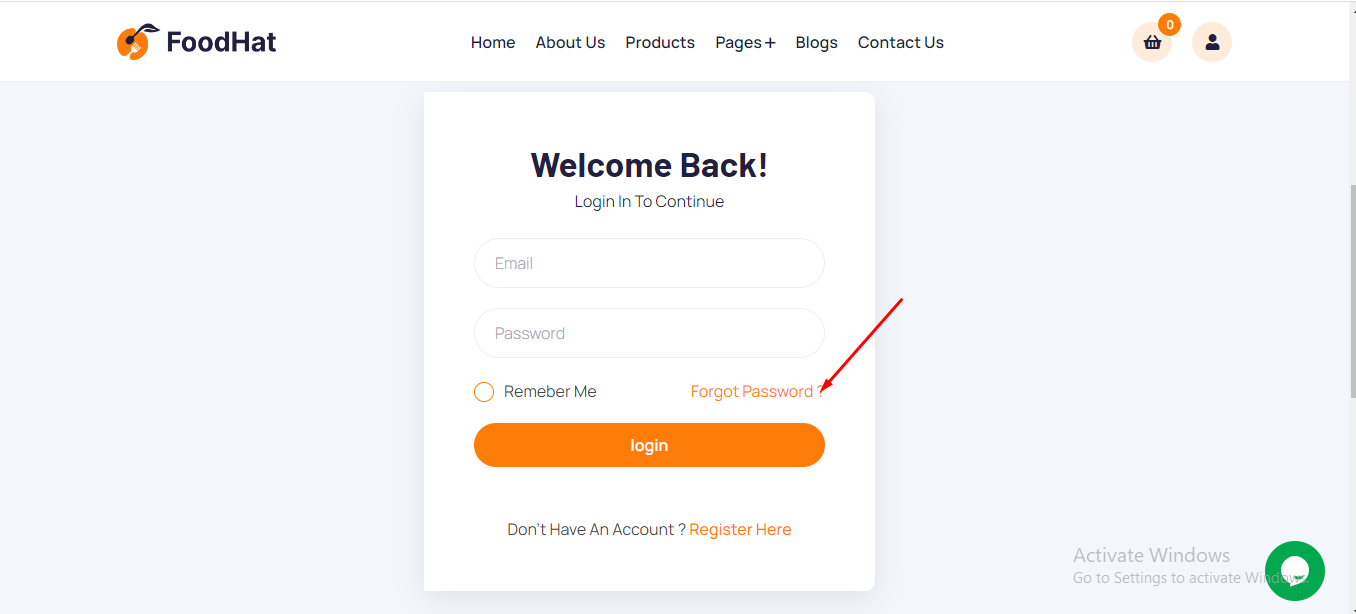 FoodHat
Home About Us Products Pages+ Blogs Contact Us
0
Welcome Back!
Login In To Continue
Email
Password
Remeber Me
Forgot Password ?
login
Don't Have An Account ? Register Here
Activate Windows
Go to Settings to activate Windows.